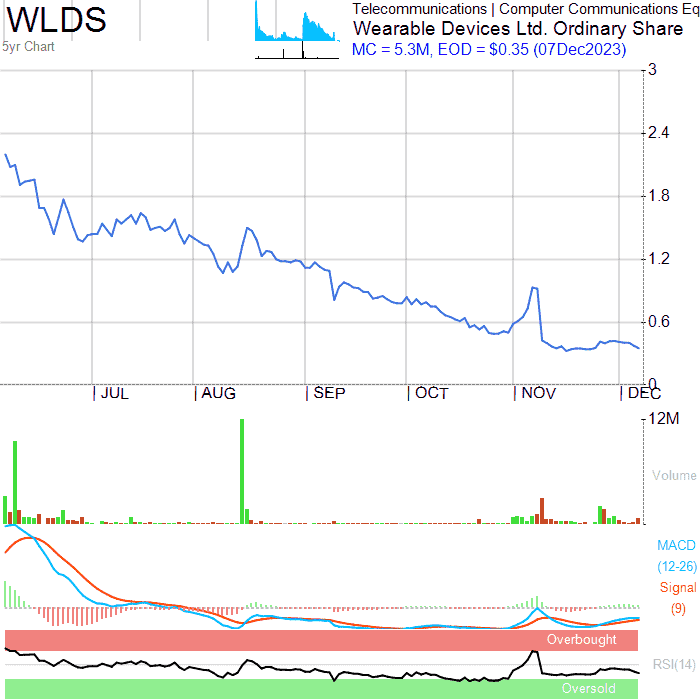 WLDS
5yr Chart
Telecommunications | Computer Communications Eq
Wearable Devices Ltd. Ordinary Share
MC = 5.3M, EOD = $0.35 (07Dec2023)
3
2.4
1.8
1.2
0.6
0
JUL
AUG
SEP
OCT
NOV
DEC
12M
Volume
MACD
(12-26)
Signal
(9)
Overbought
RSI(14)
Oversold